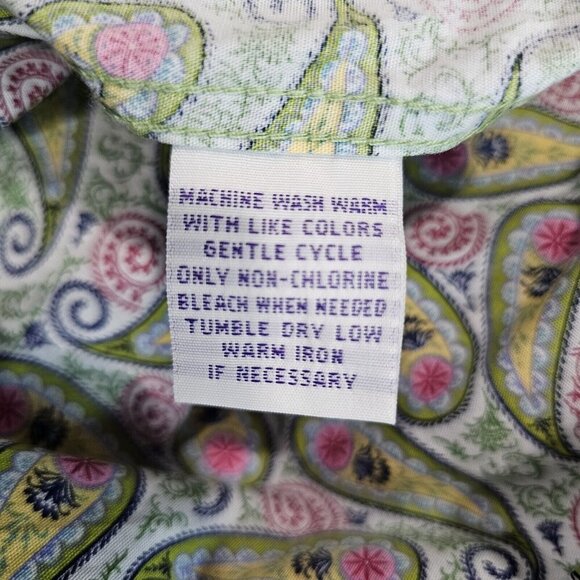 MACHINE WASH WARM
WITH LIKE COLORS
GENTLE CYCLE
ONLY NON-CHLORINE
BLEACH WHEN NEEDED
TUMBLE DRY LOW
WARM IRON
IF NECESSARY